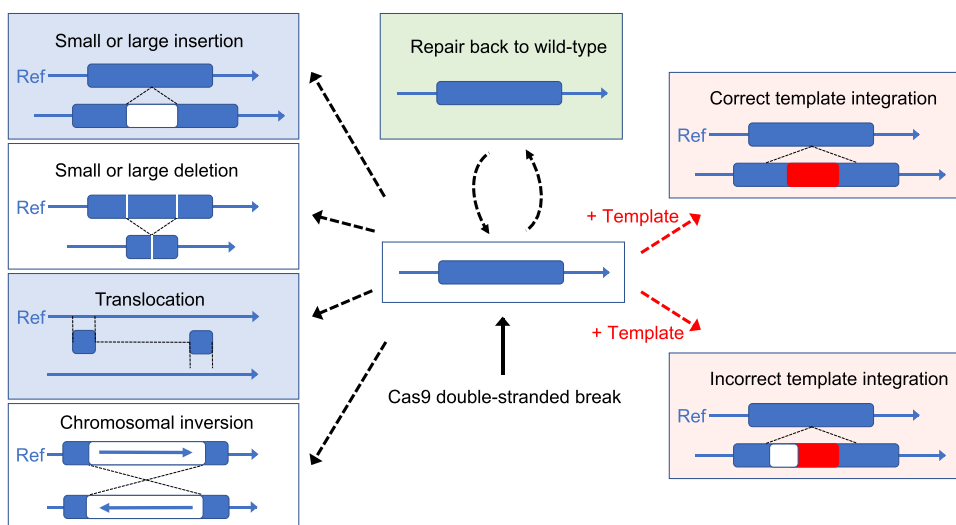 Small or large insertion
Ref
Small or large deletion
Ref
Translocation
Ref
Chromosomal inversion
Ref
Repair back to wild-type
Cas9 double-stranded break
+ Template
+ Template
Correct template integration
Ref
Incorrect template integration
Ref